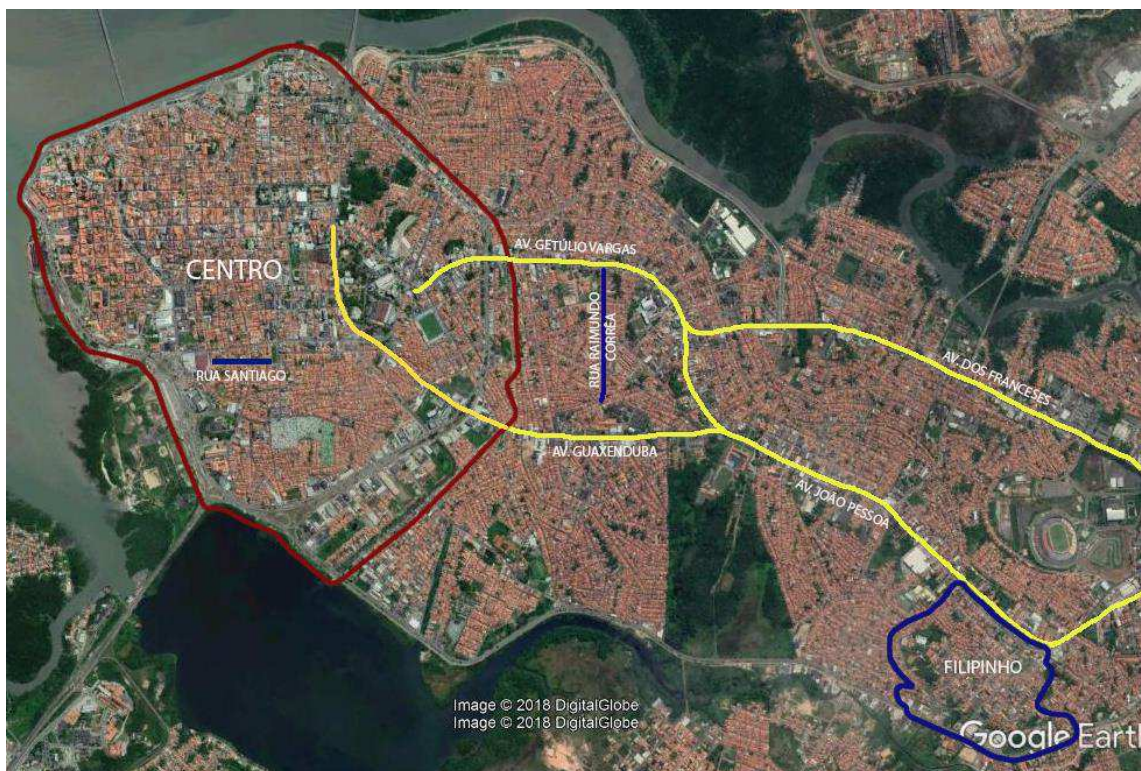 AV. GETÚLIO VARGAS
CENTRO
RUA RAIMUNDO
CORRÊA
RUA SANTIAGO
AV. DOS FRANCESES
AV. GUAXENDUBA
AV. JOÃO PESSOA
FILIPINHO
Image © 2018 DigitalGlobe
Image © 2018 DigitalGlobe
Google Earth